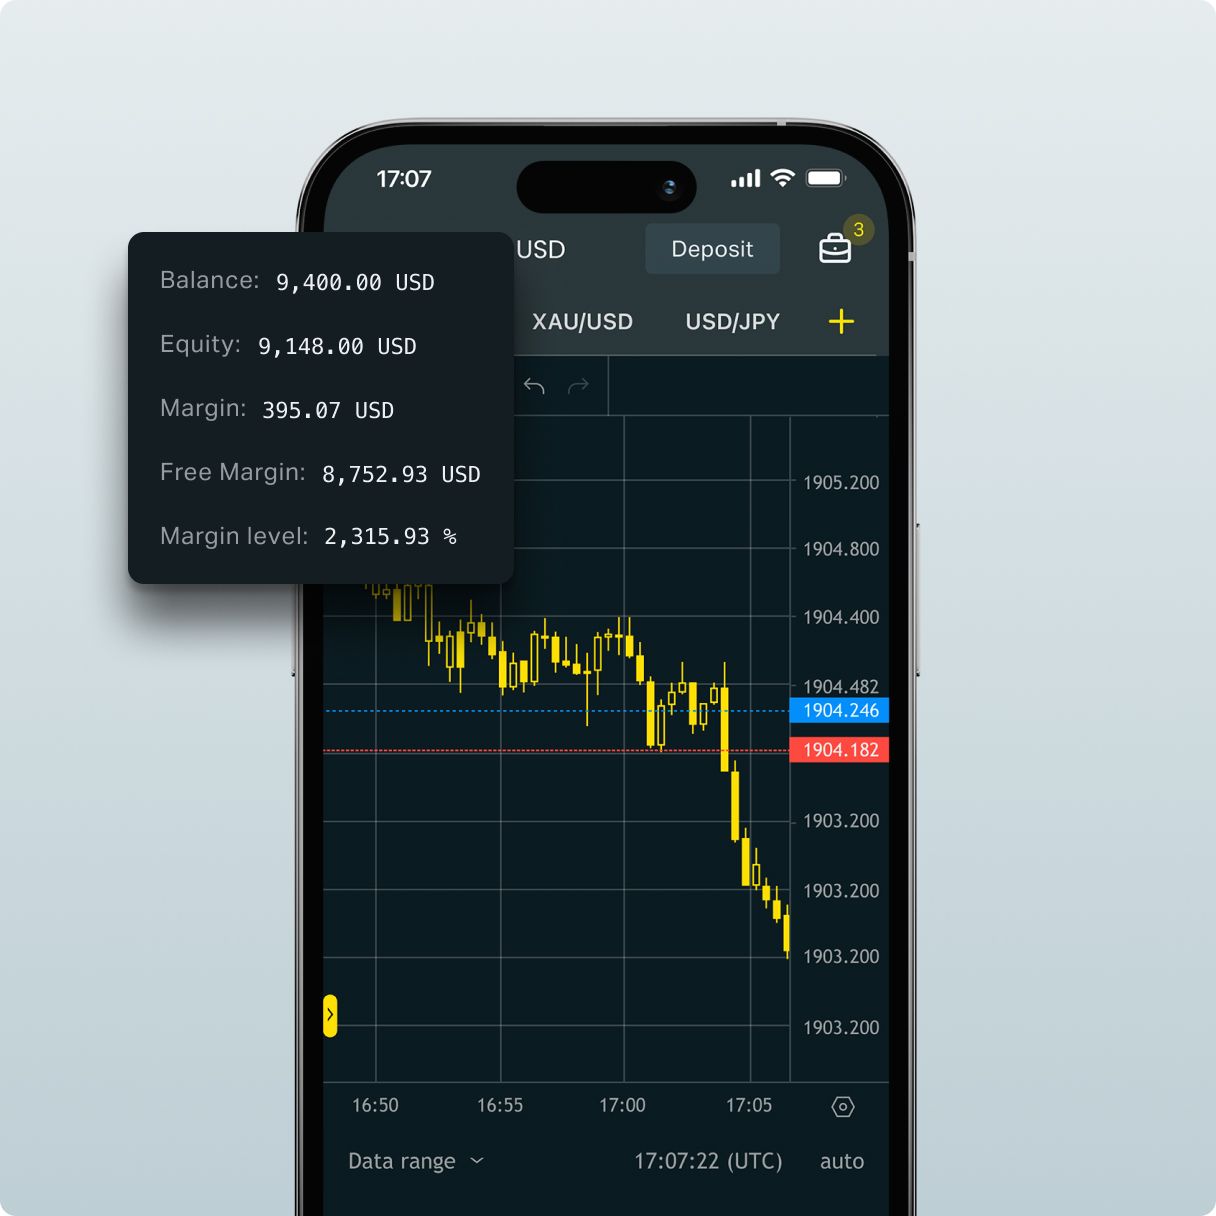 17:07
USD Deposit 3
Balance: 9,400.00 USD
XAU/USD USD/JPY +
Equity: 9,148.00 USD
Margin: 395.07 USD
Free Margin: 8,752.93 USD
Margin level: 2,315.93 %
1905.200
1904.800
1904.400
1904.482
1904.246
1904.182
1903.200
1903.200
1903.200
1903.200
16:50 16:55 17:00 17:05
Data range 17:07:22 (UTC) auto